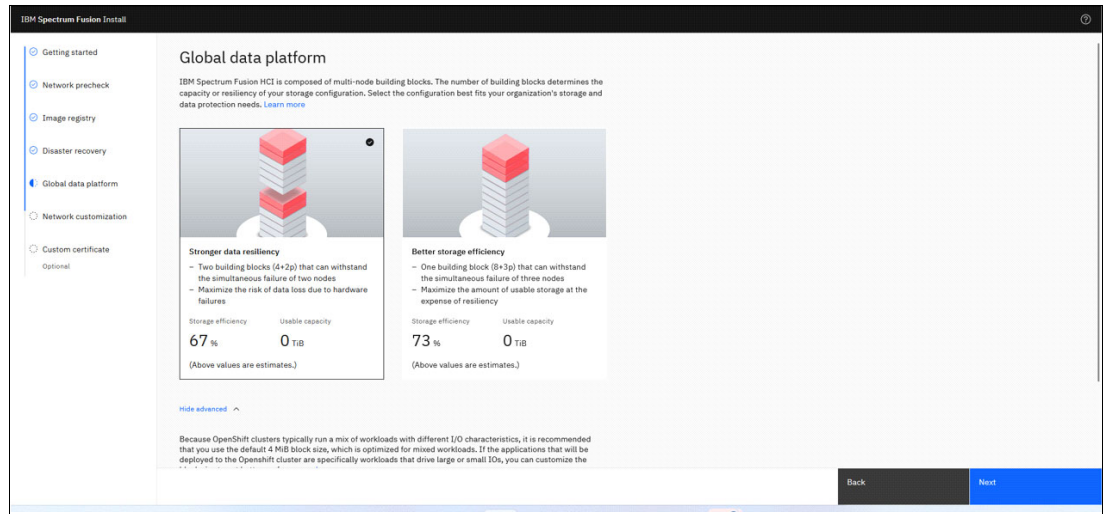 IBM Spectrum Fusion Install
Getting started
Network precheck
Image registry
Disaster recovery
Global data platform
Network customization
Custom certificate
Optional
Global data platform
IBM Spectrum Fusion HCI is composed of multi-node building blocks. The number of building blocks determines the
capacity or resiliency of your storage configuration. Select the configuration best fits your organization's storage and
data protection needs. Learn more
Stronger data resiliency
– Two building blocks (4+2p) that can withstand
the simultaneous failure of two nodes
– Maximize the risk of data loss due to hardware
failures
Storage efficiency Usable capacity
67 % 0 TiB
(Above values are estimates.)
Better storage efficiency
– One building block (8+3p) that can withstand
the simultaneous failure of three nodes
– Maximize the amount of usable storage at the
expense of resiliency
Storage efficiency Usable capacity
73 % 0 TiB
(Above values are estimates.)
Hide advanced
Because OpenShift clusters typically run a mix of workloads with different I/O characteristics, it is recommended
that you use the default 4 MiB block size, which is optimized for mixed workloads. If the applications that will be
deployed to the Openshift cluster are specifically workloads that drive large or small IOs, you can customize the
Back
Next